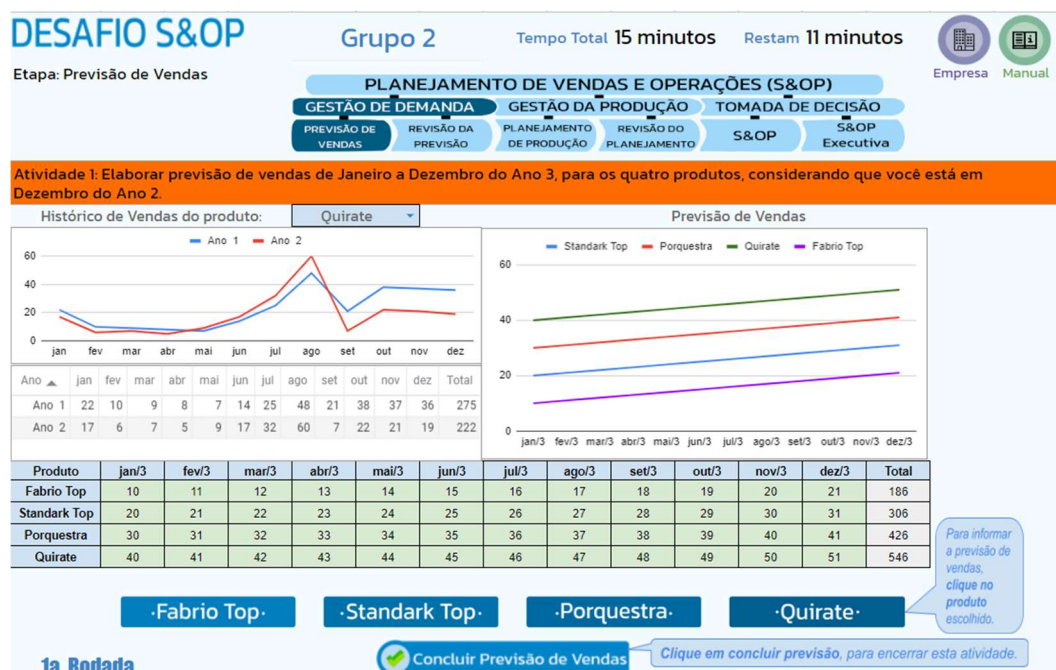 DESAFIO S&OP
Grupo 2
Tempo Total 15 minutos
Restam 11 minutos
Empresa
Manual
Etapa: Previsão de Vendas
PLANEJAMENTO DE VENDAS E OPERAÇÕES (S&OP)
GESTÃO DE DEMANDA
GESTÃO DA PRODUÇÃO
TOMADA DE DECISÃO
PREVISÃO DE
VENDAS
REVISÃO DA
PREVISÃO
PLANEJAMENTO
DE PRODUÇÃO
REVISÃO DO
PLANEJAMENTO
S&OP
S&OP
Executiva
Atividade 1: Elaborar previsão de vendas de Janeiro a Dezembro do Ano 3, para os quatro produtos, considerando que você está em
Dezembro do Ano 2.
Histórico de Vendas do produto:
Quirate
Ano 1 Ano 2
60
40
20
0
jan fev mar abr mai jun jul ago set out nov dez
Ano jan fev mar abr mai jun jul ago set out nov dez Total
Ano 1 22 10 9 8 7 14 25 48 21 38 37 36 275
Ano 2 17 6 7 5 9 17 32 60 7 22 21 19 222
Previsão de Vendas
Standark Top Porquestra Quirate Fabrio Top
60
40
20
0
jan/3 fev/3 mar/3 abr/3 mai/3 jun/3 jul/3 ago/3 set/3 out/3 nov/3 dez/3
Produto jan/3 fev/3 mar/3 abr/3 mai/3 jun/3 jul/3 ago/3 set/3 out/3 nov/3 dez/3 Total
Fabrio Top 10 11 12 13 14 15 16 17 18 19 20 21 186
Standark Top 20 21 22 23 24 25 26 27 28 29 30 31 306
Porquestra 30 31 32 33 34 35 36 37 38 39 40 41 426
Quirate 40 41 42 43 44 45 46 47 48 49 50 51 546
Para informar
a previsão de
vendas,
clique no
produto
escolhido.
·Fabrio Top·
·Standark Top·
·Porquestra·
·Quirate·
Concluir Previsão de Vendas
Clique em concluir previsão, para encerrar esta atividade.
1a Rodada